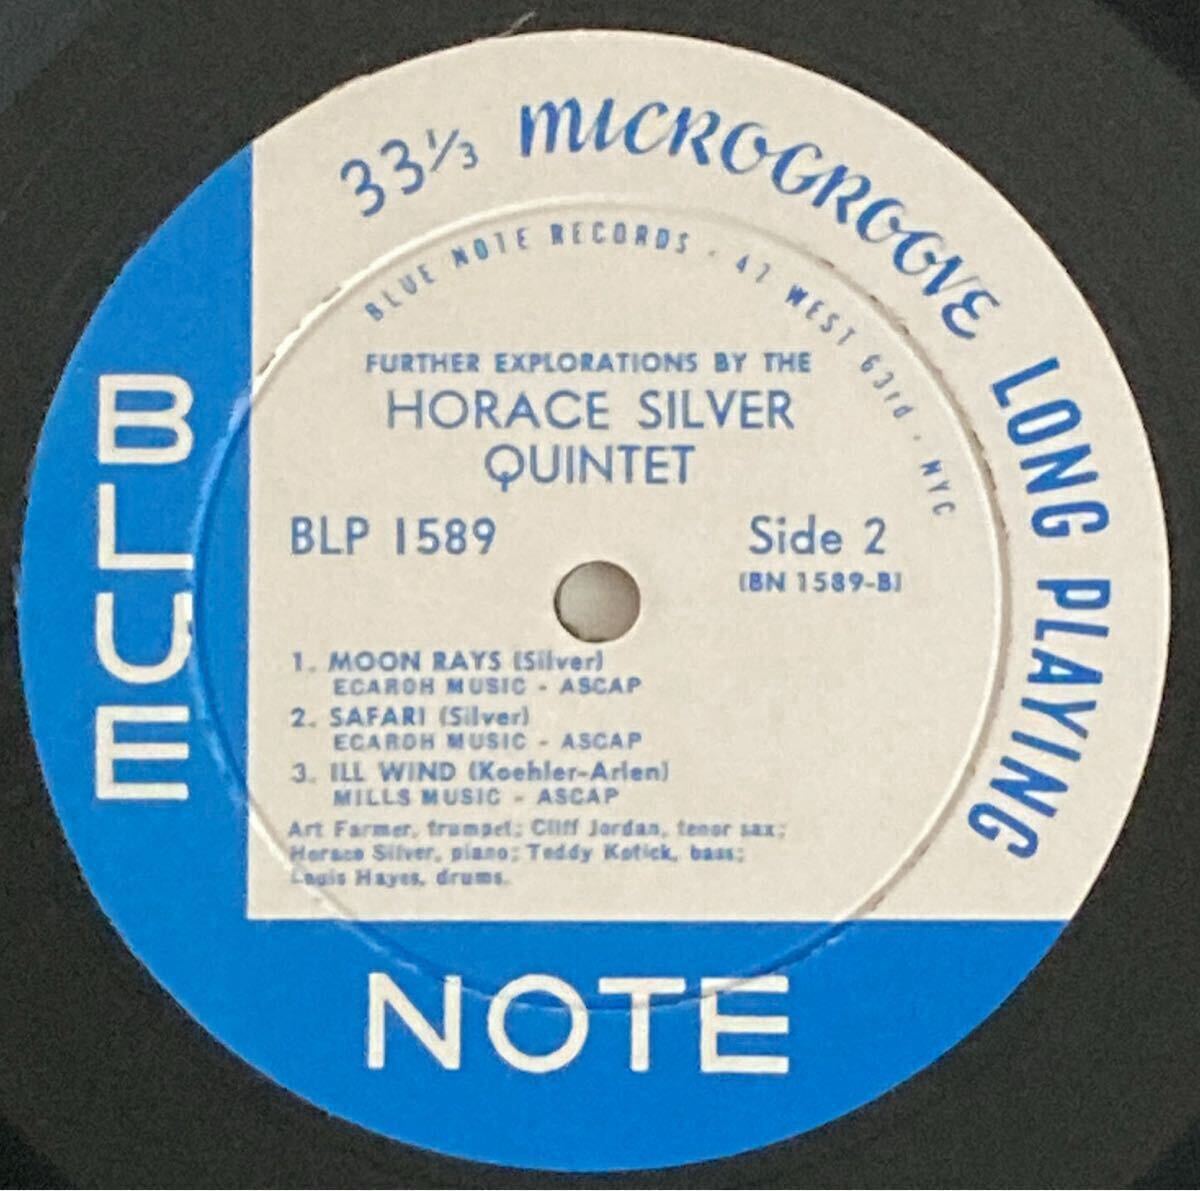 33⅓ MICROGROOVE LONG PLAYING
BLUE NOTE RECORDS · 47 WEST 63rd · NYC
FURTHER EXPLORATIONS BY THE
HORACE SILVER
QUINTET
BLP 1589
Side 2
(BN 1589-B)
1. MOON RAYS (Silver)
ECAROH MUSIC - ASCAP
2. SAFARI (Silver)
ECAROH MUSIC - ASCAP
3. ILL WIND (Koehler-Arlen)
MILLS MUSIC - ASCAP
Art Farmer, trumpet; Cliff Jordan, tenor sax;
Horace Silver, piano; Teddy Kotick, bass;
Louis Hayes, drums.
BLUE
NOTE